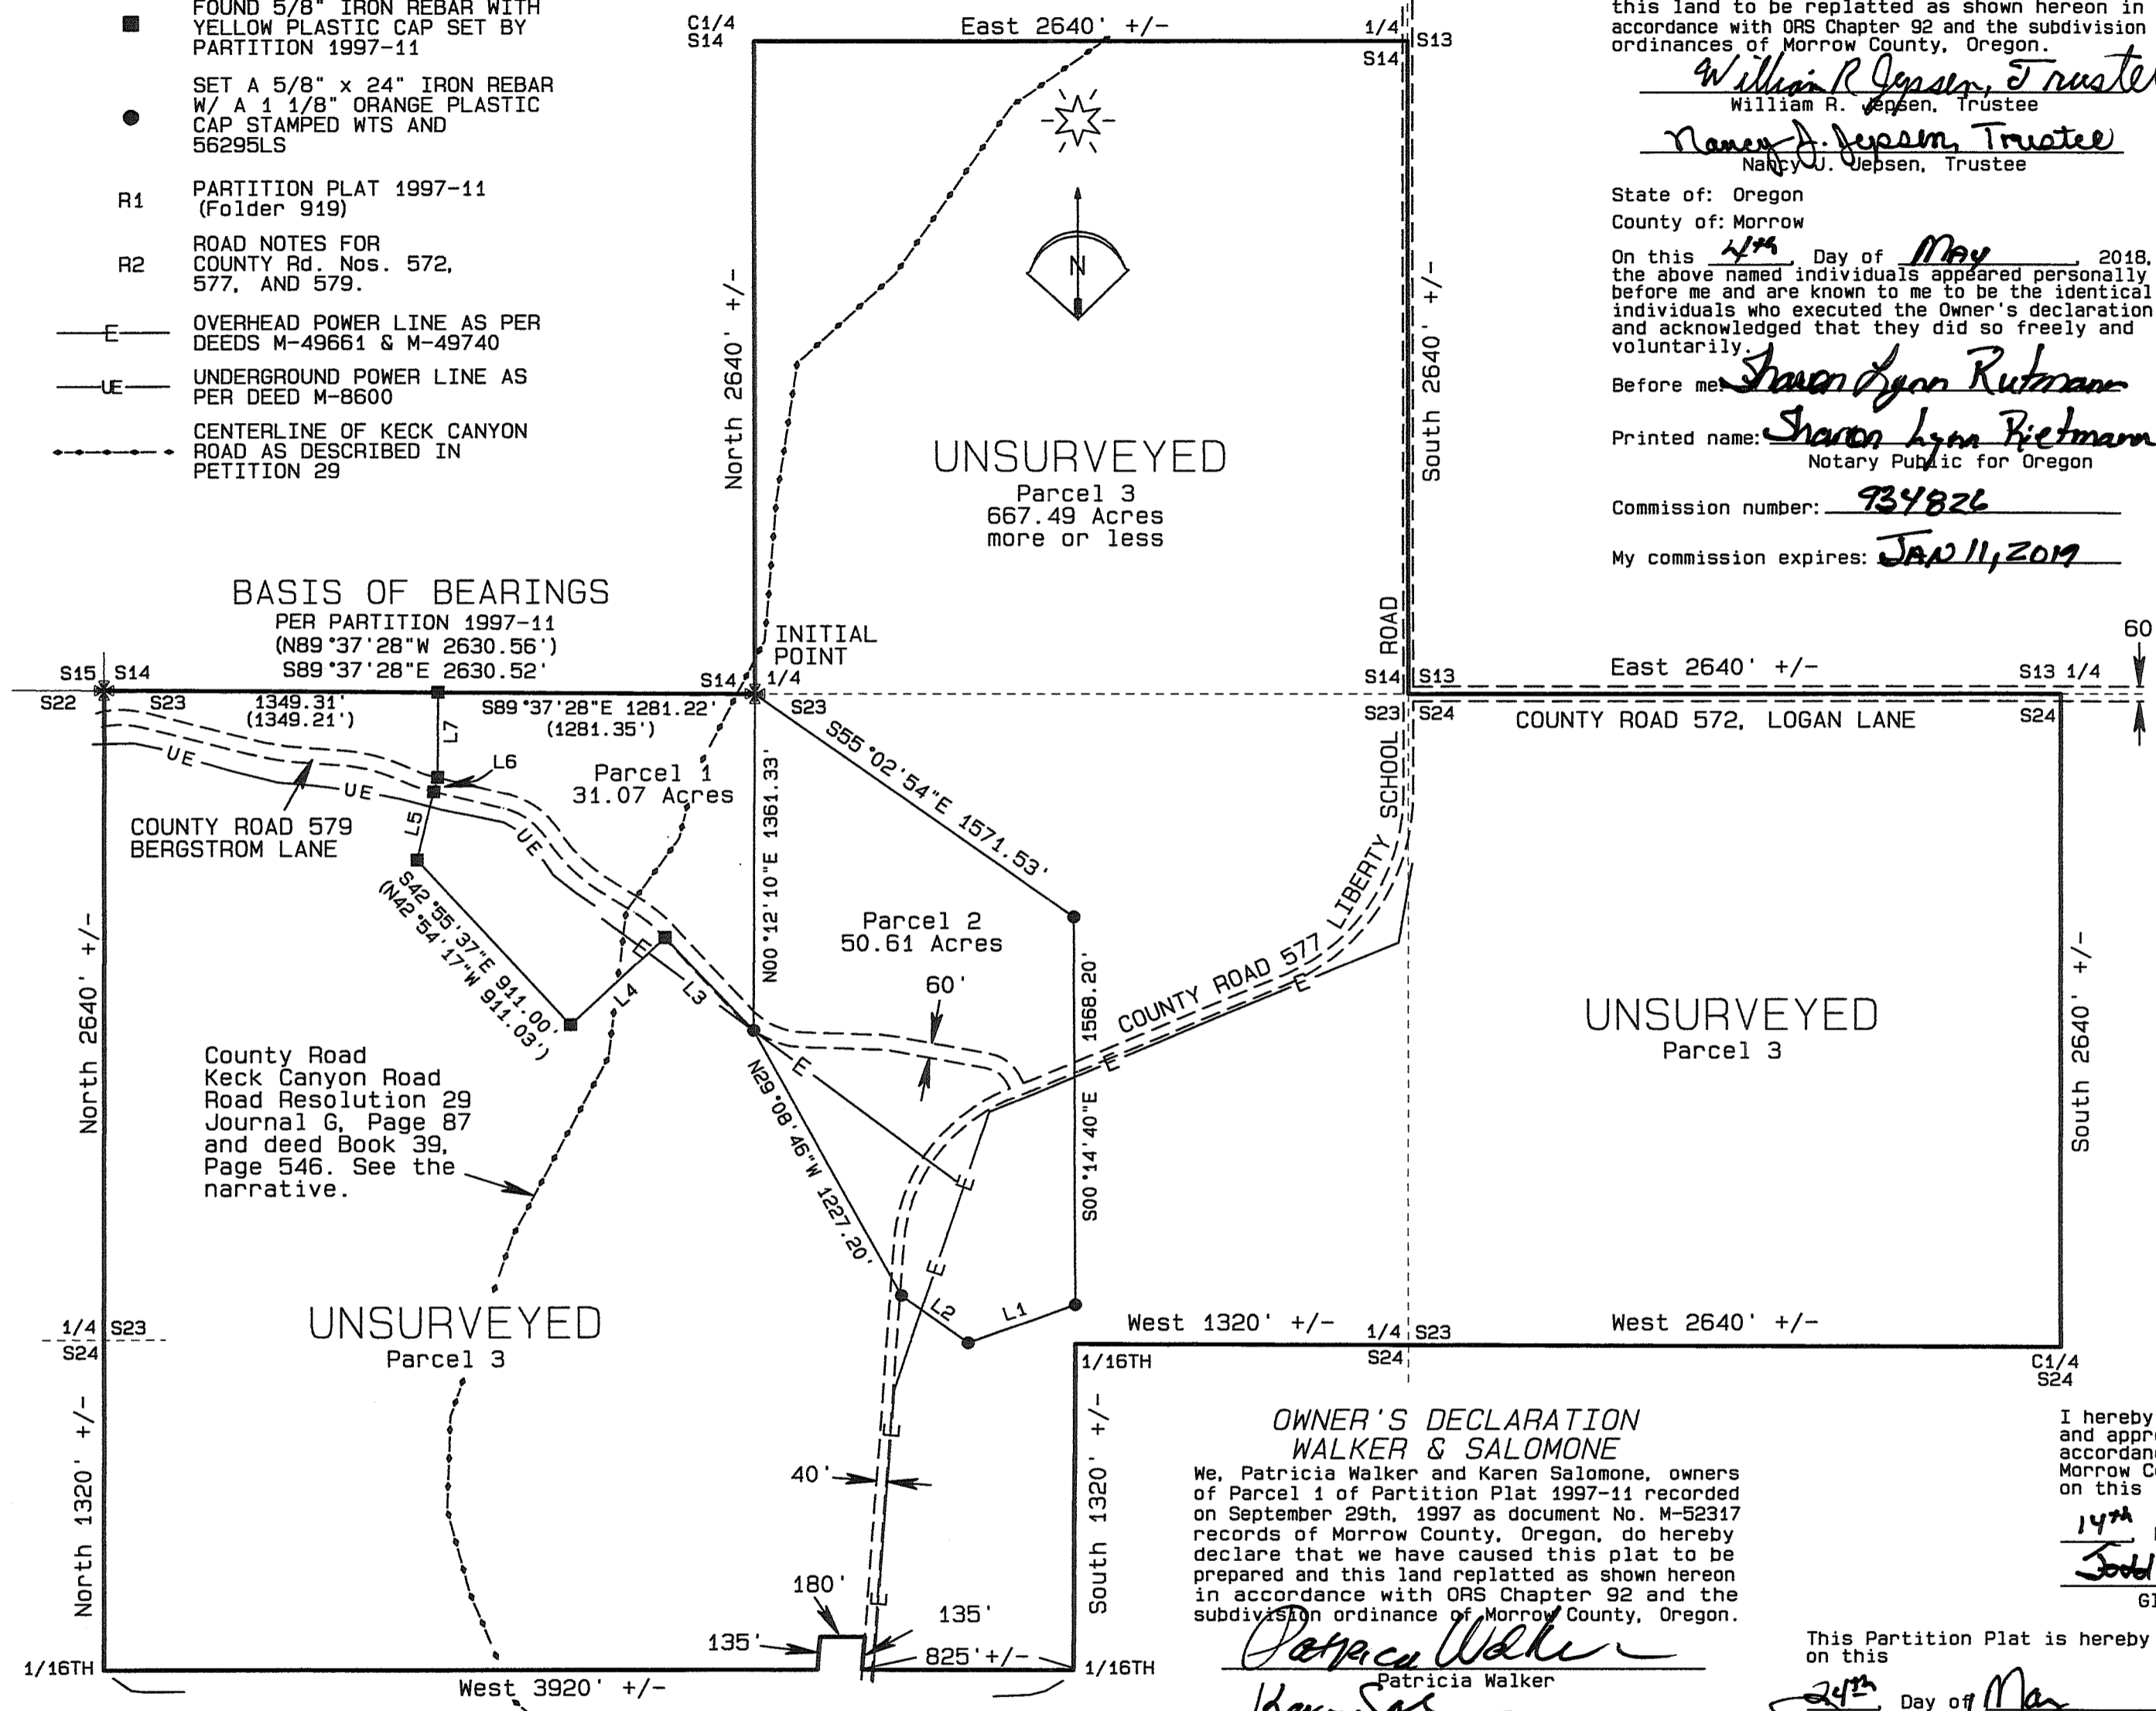 FOUND 5/8" IRON REBAR WITH
YELLOW PLASTIC CAP SET BY
PARTITION 1997-11
SET A 5/8" x 24" IRON REBAR
W/ A 1 1/8" ORANGE PLASTIC
CAP STAMPED WTS AND
56295LS
R1
PARTITION PLAT 1997-11
(Folder 919)
R2
ROAD NOTES FOR
COUNTY Rd. Nos. 572,
577, AND 579.
E
OVERHEAD POWER LINE AS PER
DEEDS M-49661 & M-49740
UE
UNDERGROUND POWER LINE AS
PER DEED M-8600
CENTERLINE OF KECK CANYON
ROAD AS DESCRIBED IN
PETITION 29
C1/4
S14
East 2640' +/-
1/4
S14
S13
North 2640' +/-
N
South 2640' +/-
UNSURVEYED
Parcel 3
667.49 Acres
more or less
this land to be replatted as shown hereon in
accordance with ORS Chapter 92 and the subdivision
ordinances of Morrow County, Oregon.
William R Jepsen, Trustee
William R. Jepsen, Trustee
Nancy J. Jepsen, Trustee
Nancy J. Jepsen, Trustee
State of: Oregon
County of: Morrow
On this 4th Day of MAY, 2018,
the above named individuals appeared personally
before me and are known to me to be the identical
individuals who executed the Owner's declaration
and acknowledged that they did so freely and
voluntarily.
Before me: Sharon Lynn Rietmann
Printed name: Sharon Lynn Rietmann
Notary Public for Oregon
Commission number: 934826
My commission expires: JAN 11, 2019
BASIS OF BEARINGS
PER PARTITION 1997-11
(N89°37'28"W 2630.56')
S89°37'28"E 2630.52'
INITIAL
POINT
S15
S14
S22
S23
1349.31'
(1349.21')
S89°37'28"E 1281.22'
(1281.35')
S14
1/4
S23
S14
S13
S23
S24
East 2640' +/-
S13 1/4
S24
60
COUNTY ROAD 572, LOGAN LANE
COUNTY ROAD 577 LIBERTY SCHOOL ROAD
L7
L6
L5
UE
UE
UE
COUNTY ROAD 579
BERGSTROM LANE
Parcel 1
31.07 Acres
N00°12'10"E 1361.33'
S55°02'54"E 1571.53'
S42°55'37"E 911.00'
(N42°54'17"W 911.03')
L4
L3
E
Parcel 2
50.61 Acres
60'
S00°14'40"E 1568.20'
E
E
E
E
E
N29°08'46"W 1227.20'
L2
L1
North 2640' +/-
County Road
Keck Canyon Road
Road Resolution 29
Journal G, Page 87
and deed Book 39,
Page 546. See the
narrative.
UNSURVEYED
Parcel 3
South 2640' +/-
UNSURVEYED
Parcel 3
1/4
S23
S24
West 1320' +/-
1/4
S23
S24
West 2640' +/-
1/16TH
C1/4
S24
North 1320' +/-
South 1320' +/-
40'
E
E
180'
135'
135'
825'+/-
1/16TH
1/16TH
West 3920' +/-
OWNER'S DECLARATION
WALKER & SALOMONE
We, Patricia Walker and Karen Salomone, owners
of Parcel 1 of Partition Plat 1997-11 recorded
on September 29th, 1997 as document No. M-52317
records of Morrow County, Oregon, do hereby
declare that we have caused this plat to be
prepared and this land replatted as shown hereon
in accordance with ORS Chapter 92 and the
subdivision ordinance of Morrow County, Oregon.
Patricia Walker
Patricia Walker
I hereby
and appr
accordan
Morrow C
on this
14th
Todd
This Partition Plat is hereby
on this
24th Day of May